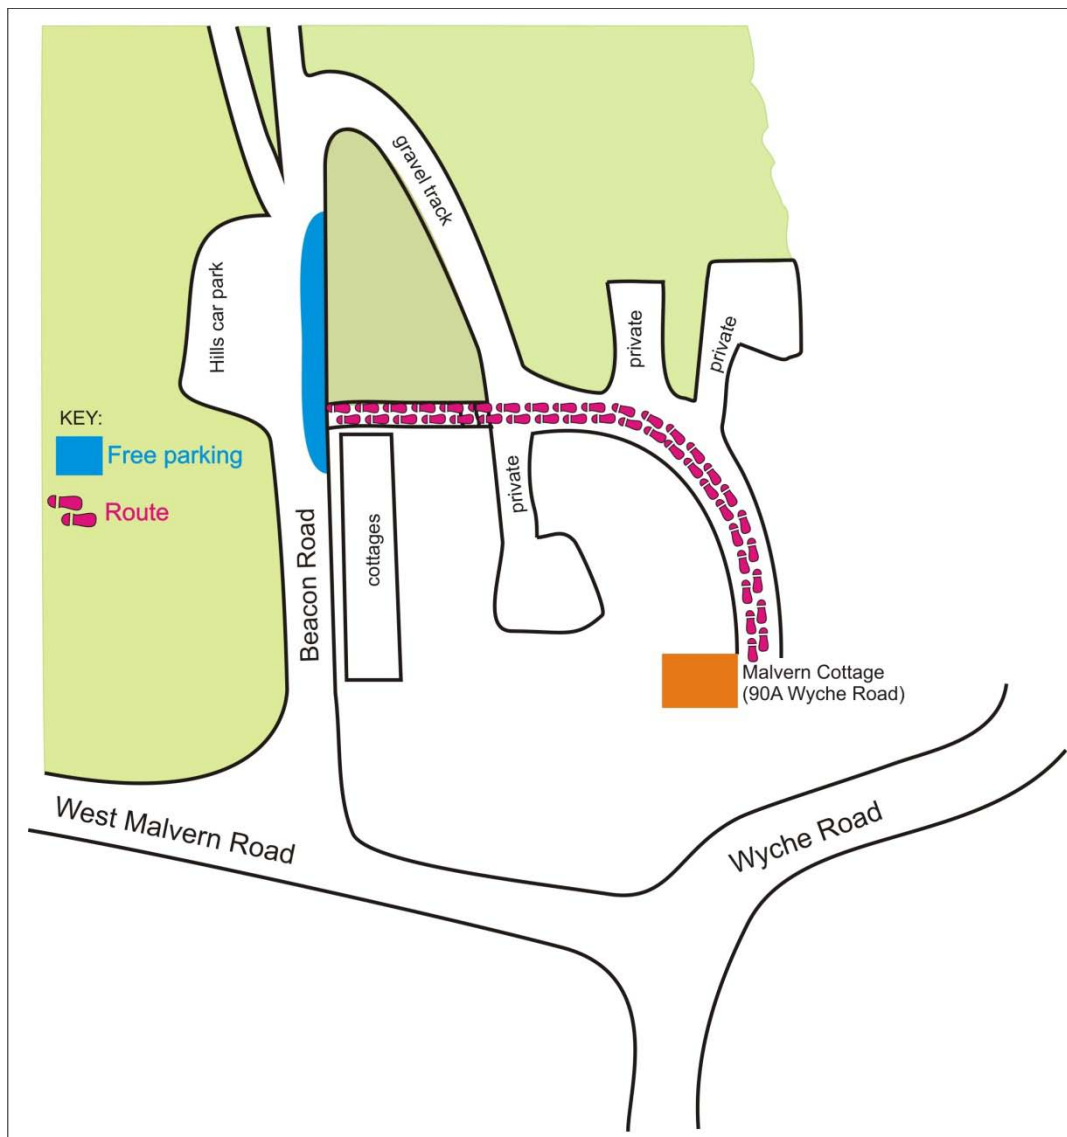 gravel track
Hills car park
private
private
KEY:
Free parking
Route
private
Beacon Road
cottages
Malvern Cottage
(90A Wyche Road)
West Malvern Road
Wyche Road